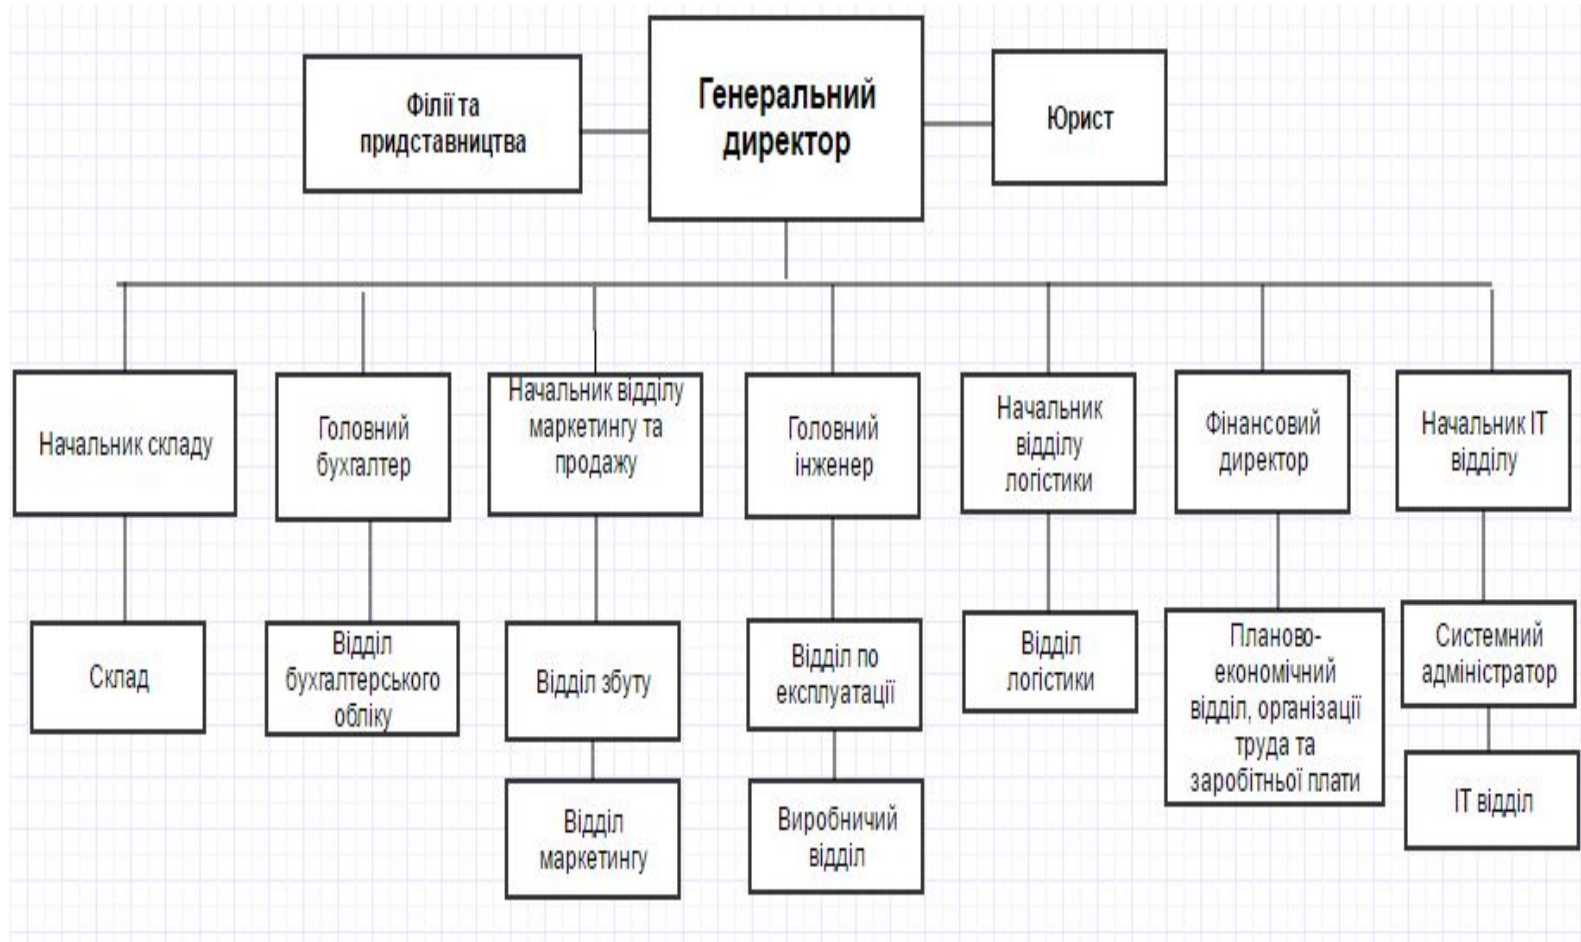 Філії та
придставництва
Генеральний
директор
Юрист
Начальник складу
Головний
бухгалтер
Начальник відділу
маркетингу та
продажу
Головний
інженер
Начальник
відділу
логістики
Фінансовий
директор
Начальник ІТ
відділу
Склад
Відділ
бухгалтерського
обліку
Відділ збуту
Відділ по
експлуатації
Відділ
логістики
Планово-
економічний
відділ, організації
труда та
заробітньої плати
Системний
адміністратор
Відділ
маркетингу
Виробничий
відділ
ІТ відділ